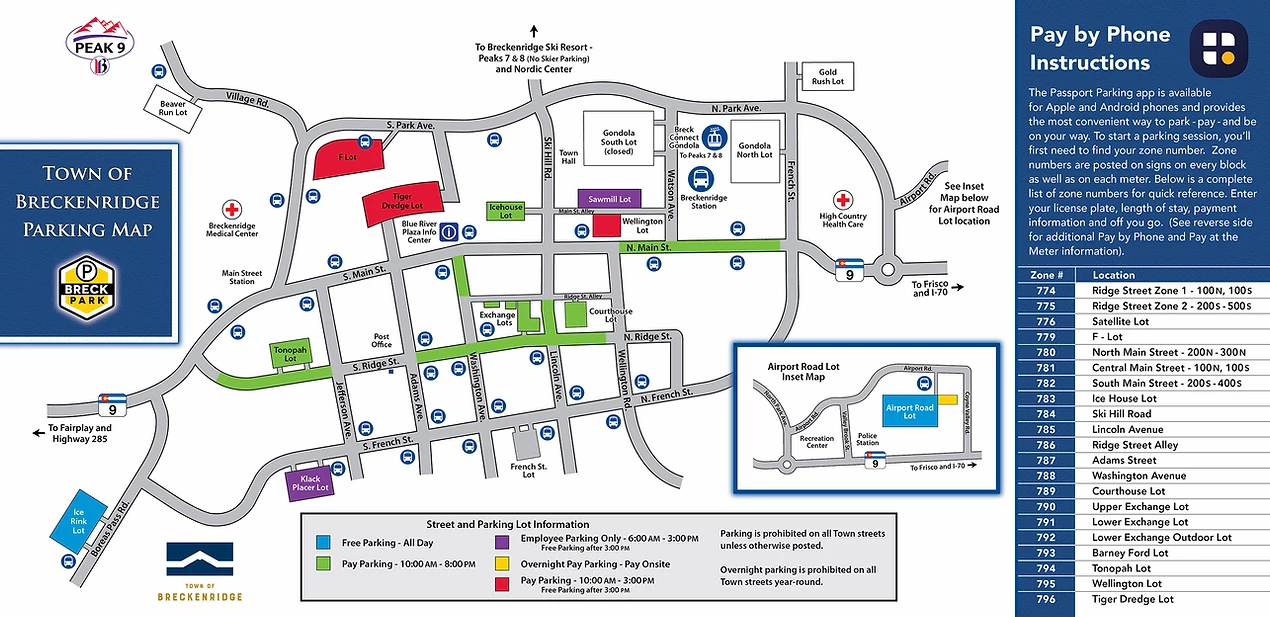 PEAK 9
B
To Breckenridge Ski Resort -
Peaks 7 & 8 (No Skier Parking)
and Nordic Center
Gold
Rush Lot
Beaver
Run Lot
Village Rd.
S. Park Ave.
N. Park Ave.
Ski Hill Rd.
Town
Hall
Gondola
South Lot
(closed)
Breck
Connect
Gondola
To Peaks 7 & 8
Gondola
North Lot
Watson Ave.
French St.
F Lot
TOWN OF
BRECKENRIDGE
PARKING MAP
P
BRECK
PARK
Breckenridge
Medical Center
Tiger
Dredge Lot
Blue River
Plaza Info
Center
i
Icehouse
Lot
Sawmill Lot
Main St. Alley
Wellington
Lot
Breckenridge
Station
High Country
Health Care
Airport Rd.
See Inset
Map below
for Airport Road
Lot location
N. Main St.
S. Main St.
Main Street
Station
9
To Frisco
and I-70
Ridge St. Alley
Exchange
Lots
Courthouse
Lot
Post
Office
Tonopah
Lot
S. Ridge St.
N. Ridge St.
Jefferson Ave.
Adams Ave.
Washington Ave.
Lincoln Ave.
Wellington Rd.
N. French St.
S. French St.
French St.
Lot
Klack
Placer Lot
9
To Fairplay and
Highway 285
Ice
Rink
Lot
Boreas Pass Rd.
TOWN OF
BRECKENRIDGE
Airport Road Lot
Inset Map
Airport Rd.
Airport Road
Lot
North Park Ave.
Airport Rd.
Valley Brook St.
Coyne Valley Rd.
Recreation
Center
Police
Station
9
To Frisco and I-70
Street and Parking Lot Information
Free Parking - All Day
Pay Parking - 10:00 AM - 8:00 PM
Employee Parking Only - 6:00 AM - 3:00 PM
Free Parking after 3:00 PM
Overnight Pay Parking - Pay Onsite
Pay Parking - 10:00 AM - 3:00 PM
Free Parking after 3:00 PM
Parking is prohibited on all Town streets
unless otherwise posted.
Overnight parking is prohibited on all
Town streets year-round.
Pay by Phone
Instructions
The Passport Parking app is available
for Apple and Android phones and provides
the most convenient way to park - pay - and be
on your way. To start a parking session, you'll
first need to find your zone number. Zone
numbers are posted on signs on every block
as well as on each meter. Below is a complete
list of zone numbers for quick reference. Enter
your license plate, length of stay, payment
information and off you go. (See reverse side
for additional Pay by Phone and Pay at the
Meter information).
Zone # Location
774 Ridge Street Zone 1 - 100N, 100S
775 Ridge Street Zone 2 - 200S - 500S
776 Satellite Lot
779 F - Lot
780 North Main Street - 200N - 300N
781 Central Main Street - 100N, 100S
782 South Main Street - 200S - 400S
783 Ice House Lot
784 Ski Hill Road
785 Lincoln Avenue
786 Ridge Street Alley
787 Adams Street
788 Washington Avenue
789 Courthouse Lot
790 Upper Exchange Lot
791 Lower Exchange Lot
792 Lower Exchange Outdoor Lot
793 Barney Ford Lot
794 Tonopah Lot
795 Wellington Lot
796 Tiger Dredge Lot